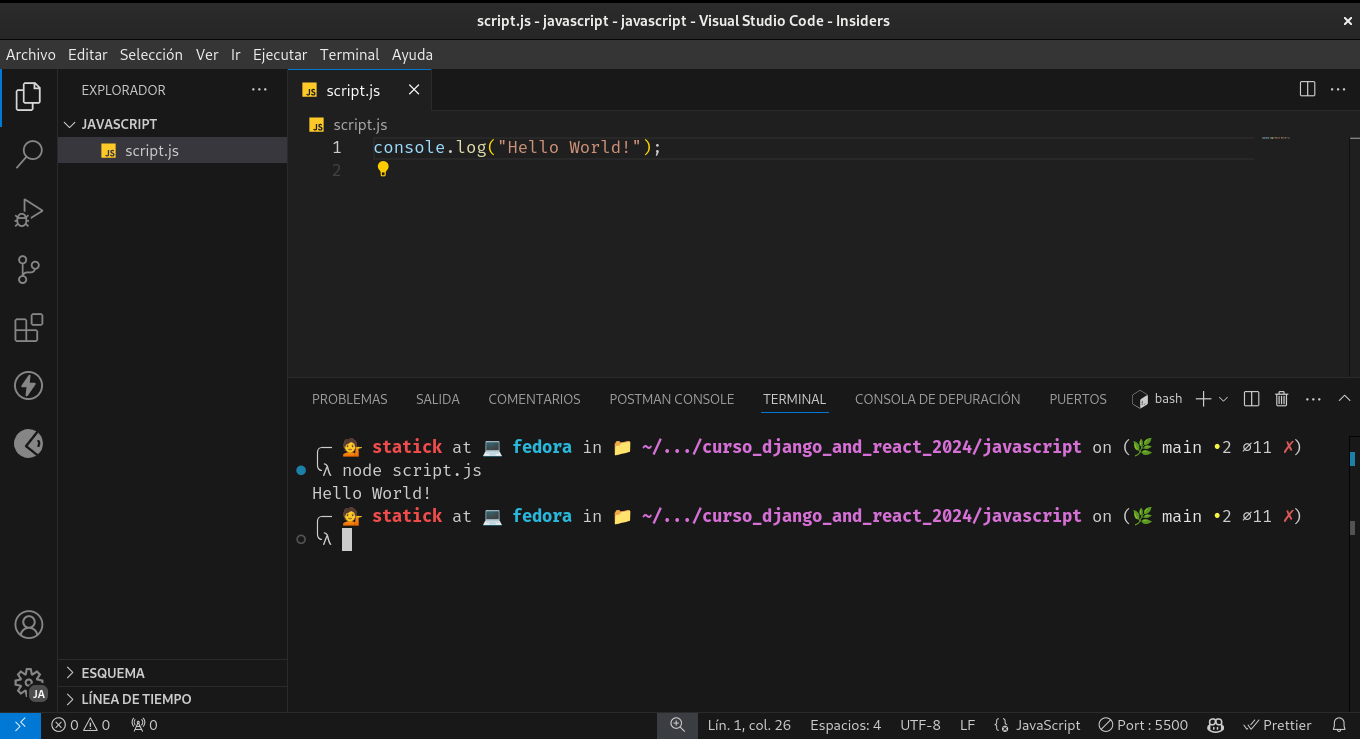 script.js - javascript - javascript - Visual Studio Code - Insiders
Archivo Editar Selección Ver Ir Ejecutar Terminal Ayuda
EXPLORADOR
JAVASCRIPT
JS script.js
JS script.js
JS script.js
1 console.log("Hello World!");
2
PROBLEMAS SALIDA COMENTARIOS POSTMAN CONSOLE TERMINAL CONSOLA DE DEPURACIÓN PUERTOS bash
statick at 💻 fedora in 📁 ~/.../curso_django_and_react_2024/javascript on (🌿 main •2 ⌀11 ✗)
λ node script.js
Hello World!
statick at 💻 fedora in 📁 ~/.../curso_django_and_react_2024/javascript on (🌿 main •2 ⌀11 ✗)
λ
JA
ESQUEMA
LÍNEA DE TIEMPO
0 0 0 Lín. 1, col. 26 Espacios: 4 UTF-8 LF JavaScript Port : 5500 Prettier